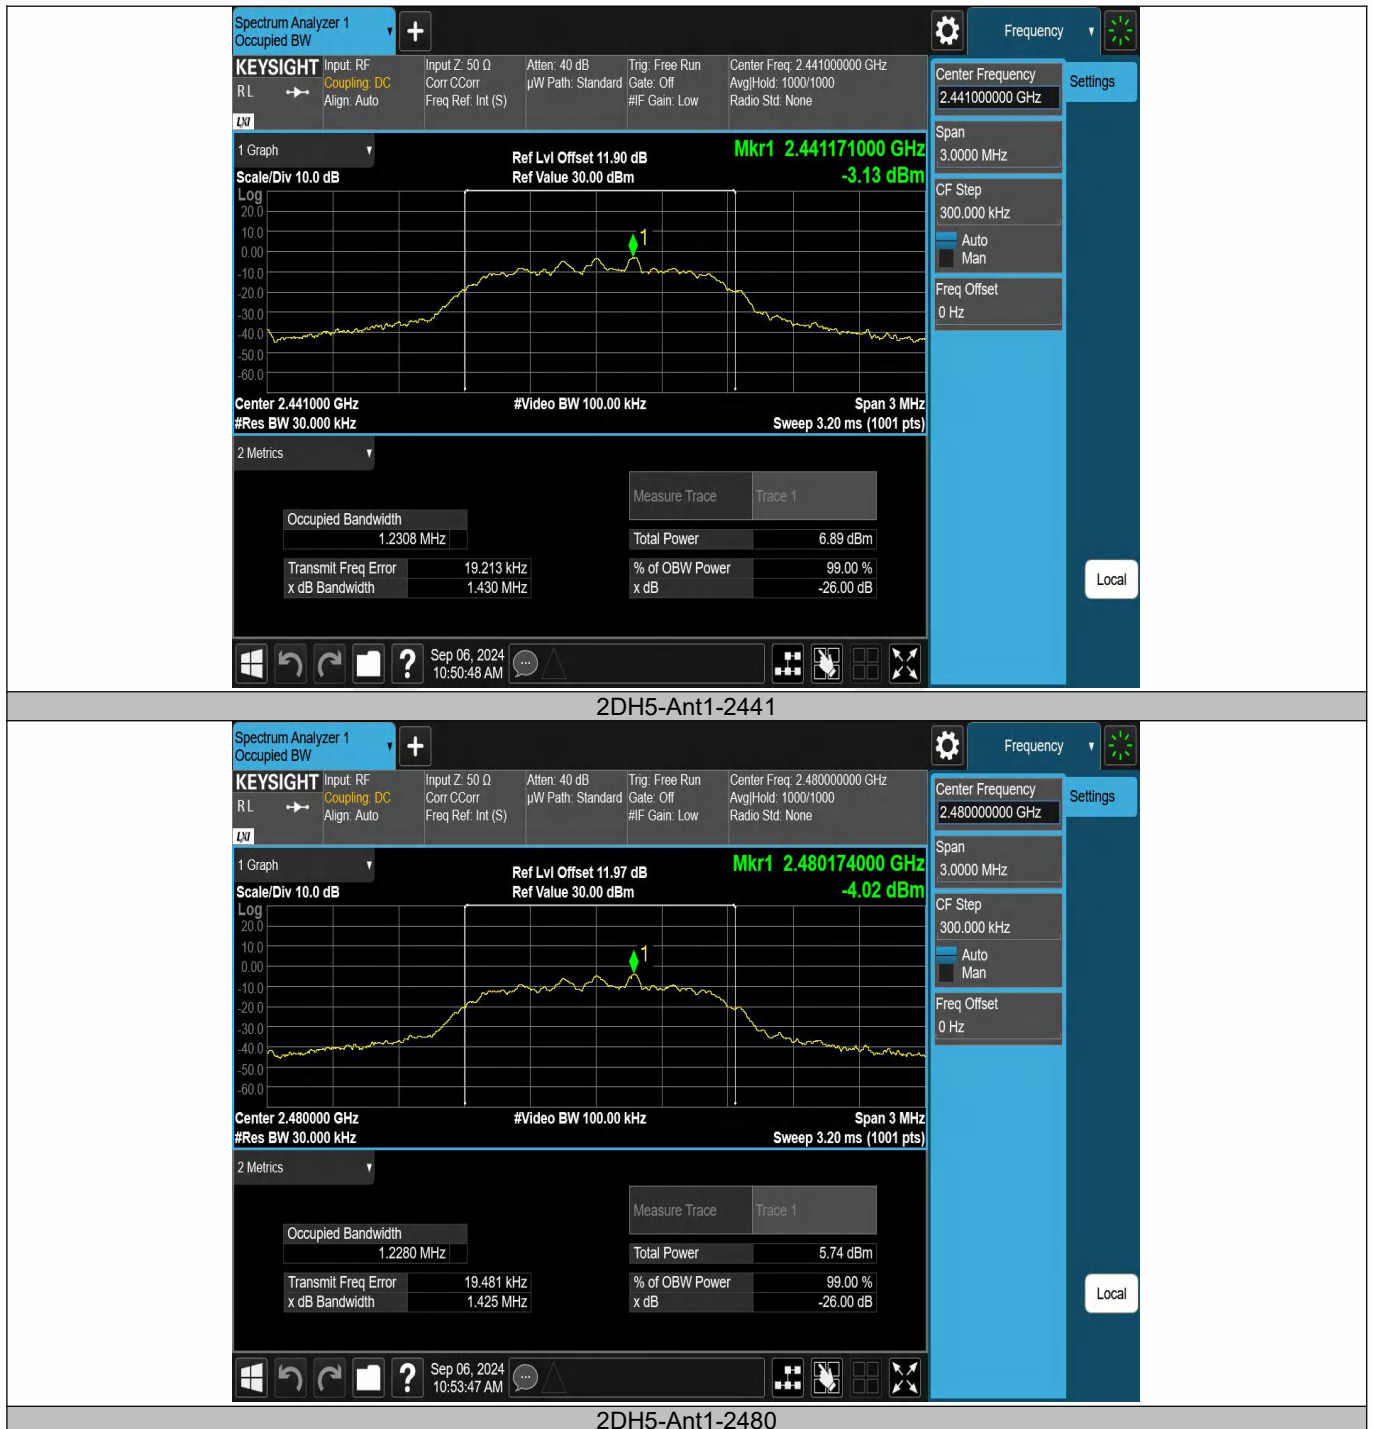 Spectrum Analyzer 1
Occupied BW
Frequency
KEYSIGHT
RL
LXI
Input: RF
Coupling: DC
Align: Auto
Input Z: 50 Ω
Corr CCorr
Freq Ref: Int (S)
Atten: 40 dB
µW Path: Standard
Trig: Free Run
Gate: Off
#IF Gain: Low
Center Freq: 2.441000000 GHz
Avg|Hold: 1000/1000
Radio Std: None
Center Frequency
2.441000000 GHz
Settings
Span
3.0000 MHz
CF Step
300.000 kHz
Auto
Man
Freq Offset
0 Hz
1 Graph
Scale/Div 10.0 dB
Ref Lvl Offset 11.90 dB
Ref Value 30.00 dBm
Mkr1 2.441171000 GHz
-3.13 dBm
Log
20.0
10.0
0.00
-10.0
-20.0
-30.0
-40.0
-50.0
-60.0
1
Center 2.441000 GHz
#Res BW 30.000 kHz
#Video BW 100.00 kHz
Span 3 MHz
Sweep 3.20 ms (1001 pts)
2 Metrics
Measure Trace Trace 1
Occupied Bandwidth
1.2308 MHz
Total Power 6.89 dBm
Transmit Freq Error 19.213 kHz
% of OBW Power 99.00 %
x dB Bandwidth 1.430 MHz
x dB -26.00 dB
Local
Sep 06, 2024
10:50:48 AM
2DH5-Ant1-2441
Spectrum Analyzer 1
Occupied BW
Frequency
KEYSIGHT
RL
LXI
Input: RF
Coupling: DC
Align: Auto
Input Z: 50 Ω
Corr CCorr
Freq Ref: Int (S)
Atten: 40 dB
µW Path: Standard
Trig: Free Run
Gate: Off
#IF Gain: Low
Center Freq: 2.480000000 GHz
Avg|Hold: 1000/1000
Radio Std: None
Center Frequency
2.480000000 GHz
Settings
Span
3.0000 MHz
CF Step
300.000 kHz
Auto
Man
Freq Offset
0 Hz
1 Graph
Scale/Div 10.0 dB
Ref Lvl Offset 11.97 dB
Ref Value 30.00 dBm
Mkr1 2.480174000 GHz
-4.02 dBm
Log
20.0
10.0
0.00
-10.0
-20.0
-30.0
-40.0
-50.0
-60.0
1
Center 2.480000 GHz
#Res BW 30.000 kHz
#Video BW 100.00 kHz
Span 3 MHz
Sweep 3.20 ms (1001 pts)
2 Metrics
Measure Trace Trace 1
Occupied Bandwidth
1.2280 MHz
Total Power 5.74 dBm
Transmit Freq Error 19.481 kHz
% of OBW Power 99.00 %
x dB Bandwidth 1.425 MHz
x dB -26.00 dB
Local
Sep 06, 2024
10:53:47 AM
2DH5-Ant1-2480